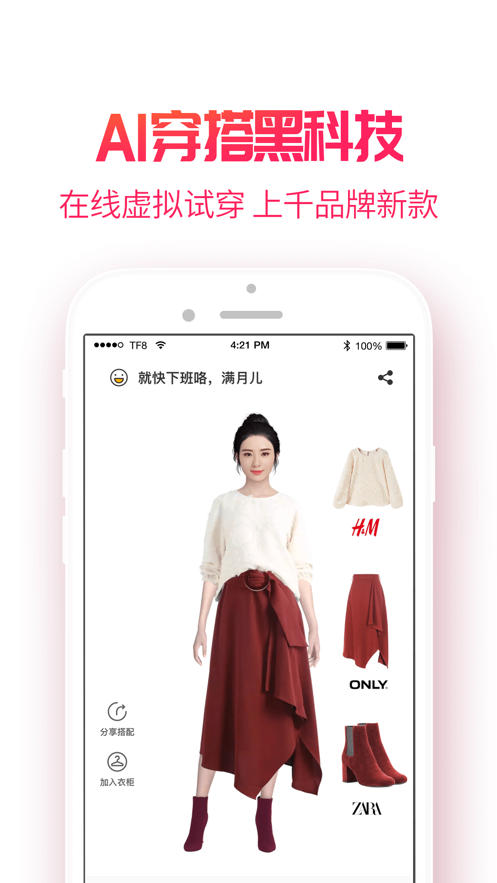 AI穿搭黑科技
在线虚拟试穿 上千品牌新款
TF8 4:21 PM 100%
就快下班咯，满月儿
H&M
ONLY
分享搭配
加入衣柜
ZARA